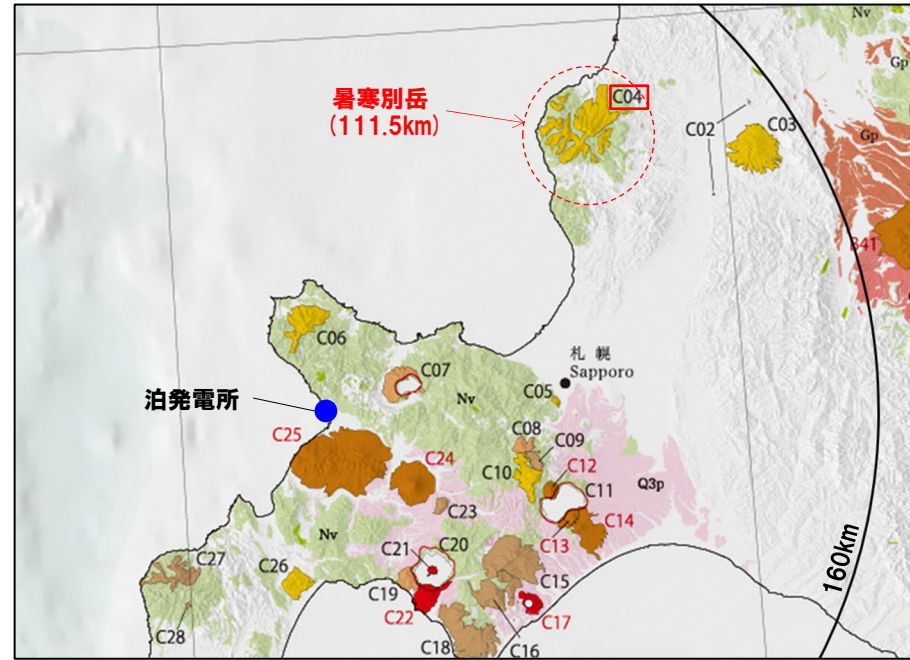 Nv
Gp
暑寒別岳
(111.5km)
C04
C02
C03
Gp
B41
C06
C07
札幌
Sapporo
C05
Nv
泊発電所
C25
C08
C09
C24
C10
C12
C11
Q3p
C23
C14
C13
Nv
C21
C20
C27
C26
C15
160km
C19
C22
C17
C28
C18
C16